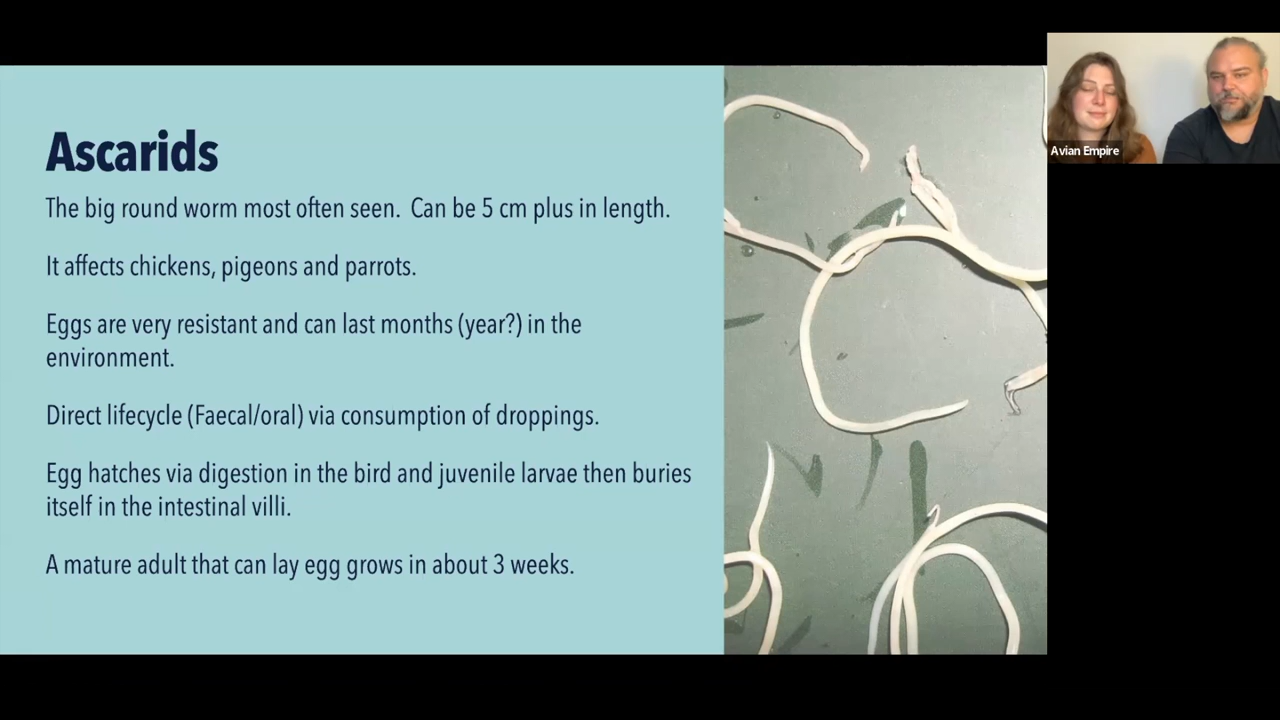 Ascarids
The big round worm most often seen.  Can be 5 cm plus in length.
It affects chickens, pigeons and parrots.
Eggs are very resistant and can last months (year?) in the
environment.
Direct lifecycle (Faecal/oral) via consumption of droppings.
Egg hatches via digestion in the bird and juvenile larvae then buries
itself in the intestinal villi.
A mature adult that can lay egg grows in about 3 weeks.
Avian Empire